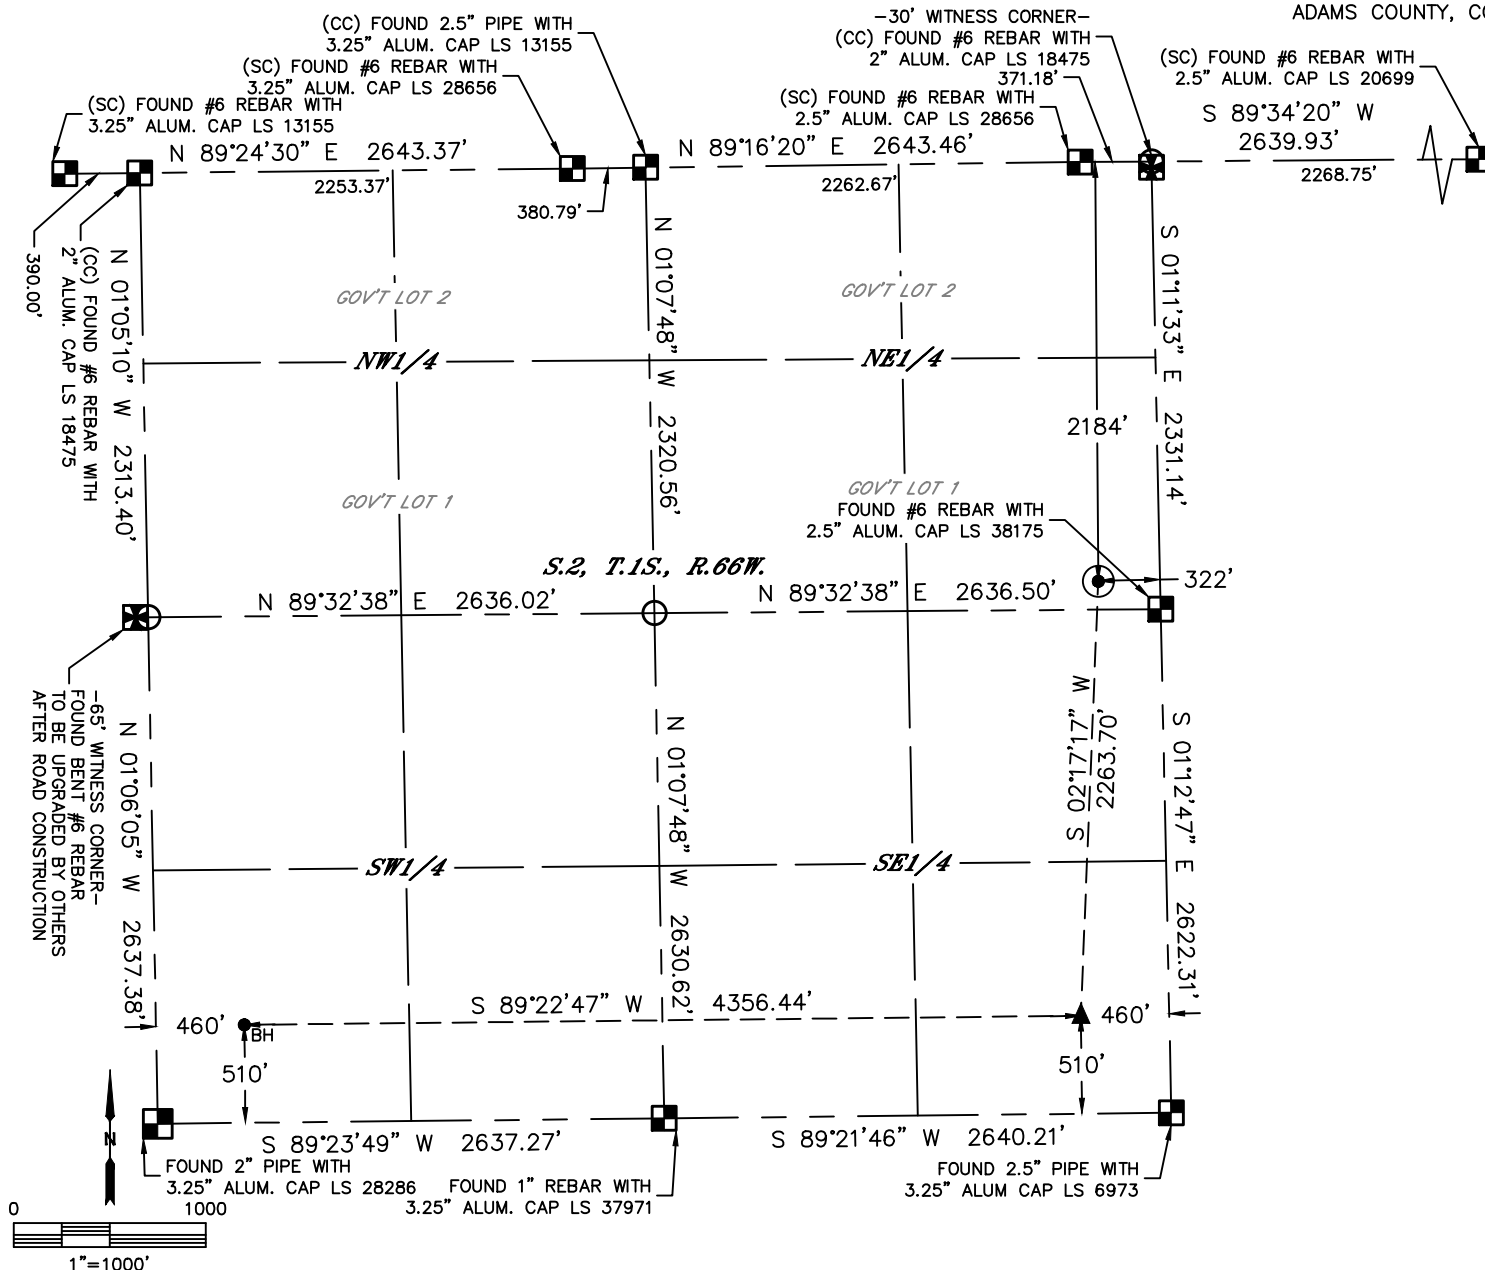 ADAMS COUNTY, CO
(CC) FOUND 2.5" PIPE WITH
3.25" ALUM. CAP LS 13155
(SC) FOUND #6 REBAR WITH
3.25" ALUM. CAP LS 28656
(SC) FOUND #6 REBAR WITH
3.25" ALUM. CAP LS 13155
-30' WITNESS CORNER-
(CC) FOUND #6 REBAR WITH
2" ALUM. CAP LS 18475
371.18'
(SC) FOUND #6 REBAR WITH
2.5" ALUM. CAP LS 28656
(SC) FOUND #6 REBAR WITH
2.5" ALUM. CAP LS 20699
S 89°34'20" W
2639.93'
2268.75'
N 89°24'30" E 2643.37'
2253.37'
380.79'
N 89°16'20" E 2643.46'
2262.67'
390.00'
(CC) FOUND #6 REBAR WITH
2" ALUM. CAP LS 18475
N 01°05'10" W 2313.40'
N 01°07'48" W 2320.56'
S 01°11'33" E 2331.14'
GOV'T LOT 2
GOV'T LOT 2
NW1/4
NE1/4
2184'
GOV'T LOT 1
GOV'T LOT 1
FOUND #6 REBAR WITH
2.5" ALUM. CAP LS 38175
S.2, T.1S., R.66W.
322'
N 89°32'38" E 2636.02'
N 89°32'38" E 2636.50'
-65' WITNESS CORNER-
FOUND BENT #6 REBAR
TO BE UPGRADED BY OTHERS
AFTER ROAD CONSTRUCTION
N 01°06'05" W 2637.38'
N 01°07'48" W 2630.62'
S 02°17'17" W
2263.70'
S 01°12'47" E 2622.31'
SW1/4
SE1/4
S 89°22'47" W 4356.44'
460'
BH
460'
510'
510'
N
S 89°23'49" W 2637.27'
S 89°21'46" W 2640.21'
FOUND 2" PIPE WITH
3.25" ALUM. CAP LS 28286
FOUND 1" REBAR WITH
3.25" ALUM. CAP LS 37971
FOUND 2.5" PIPE WITH
3.25" ALUM CAP LS 6973
0 1000
1"=1000'